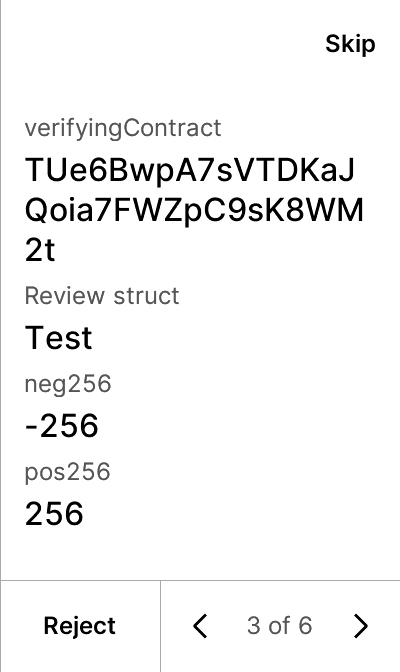 Skip
verifyingContract
TUe6BwpA7sVTDKaJ
Qoia7FWZpC9sK8WM
2t
Review struct
Test
neg256
-256
pos256
256
Reject
3 of 6